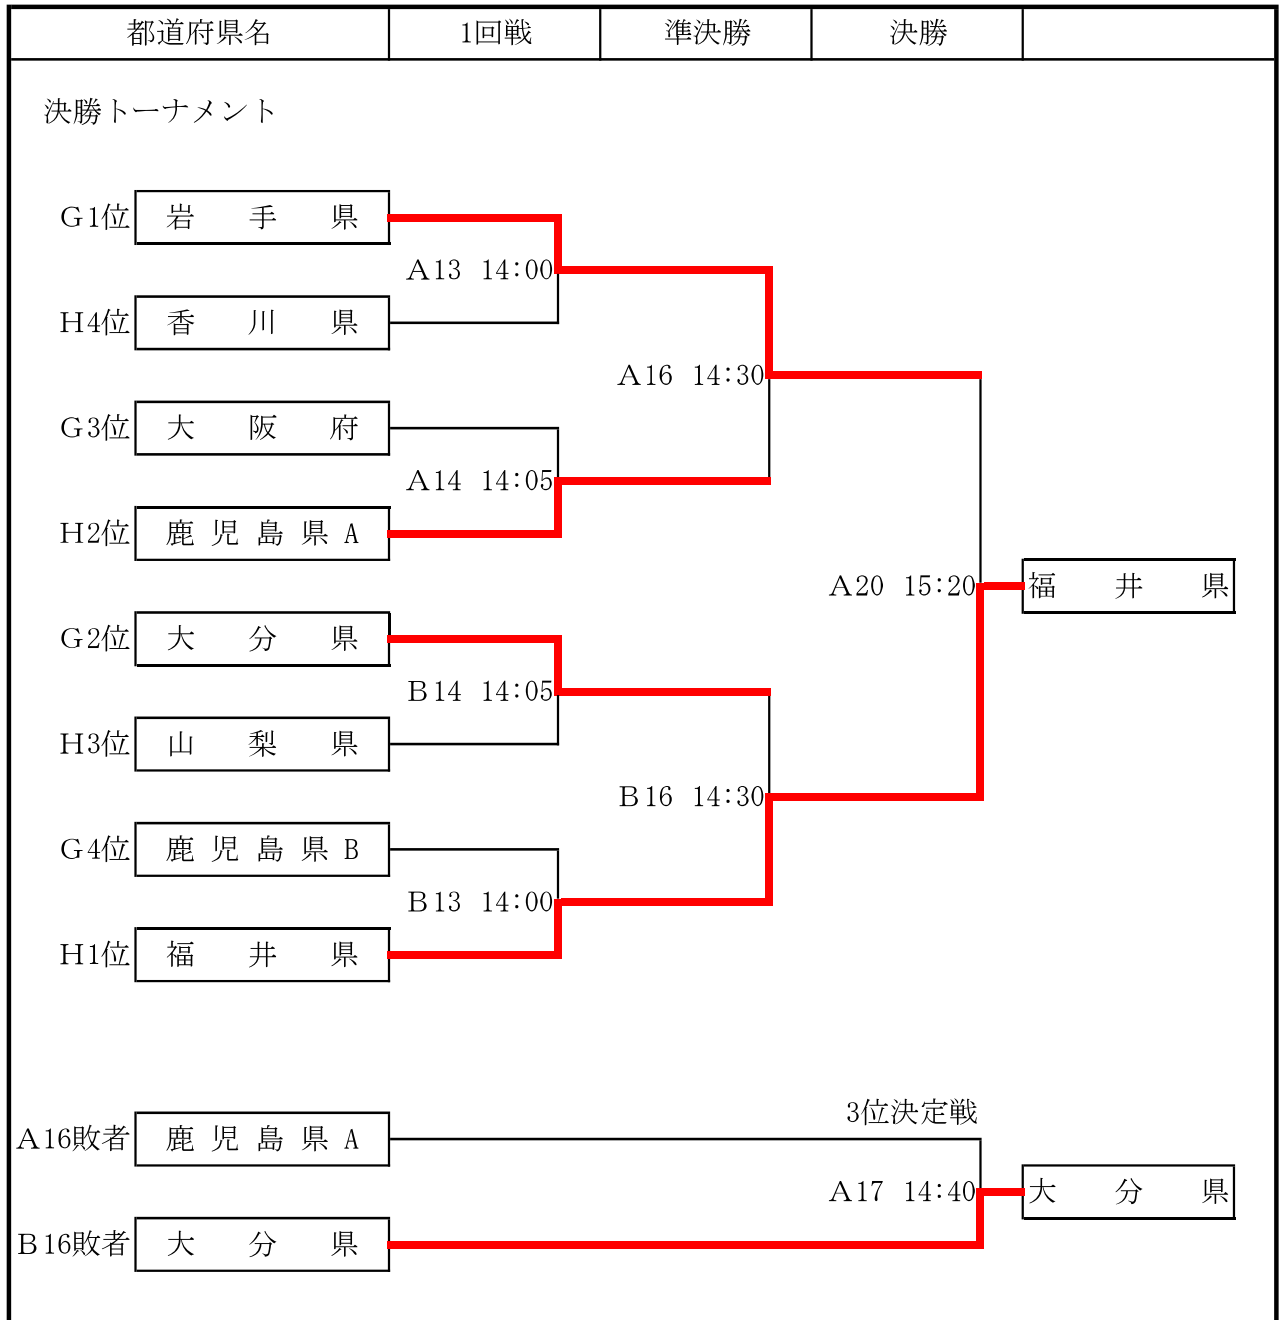 都道府県名 1回戦 準決勝 決勝
決勝トーナメント
G1位 岩手県
A13 14:00
H4位 香川県
A16 14:30
G3位 大阪府
A14 14:05
H2位 鹿児島県A
A20 15:20 福井県
G2位 大分県
B14 14:05
H3位 山梨県
B16 14:30
G4位 鹿児島県B
B13 14:00
H1位 福井県
3位決定戦
A16敗者 鹿児島県A
A17 14:40 大分県
B16敗者 大分県